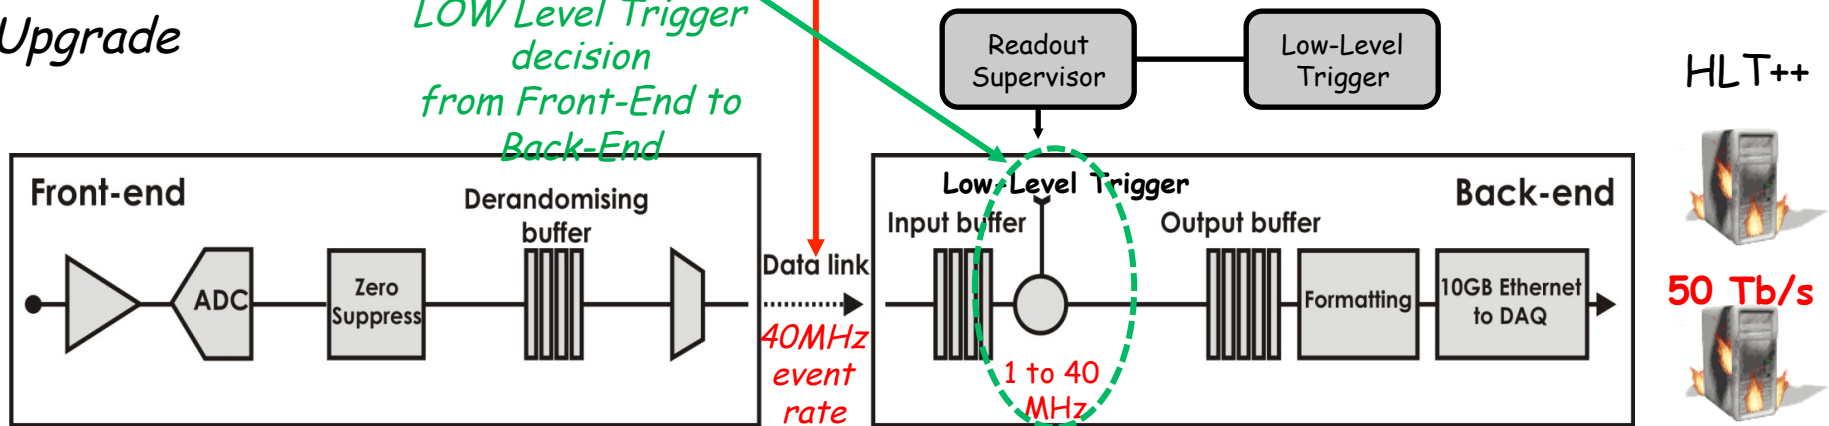 Upgrade
LOW Level Trigger
decision
from Front-End to
Back-End
Readout
Supervisor
Low-Level
Trigger
HLT++
Front-end
Derandomising
buffer
ADC
Zero
Suppress
Data link
40MHz
event
rate
Low-Level Trigger
Input buffer
1 to 40
MHz
Output buffer
Back-end
Formatting
10GB Ethernet
to DAQ
50 Tb/s